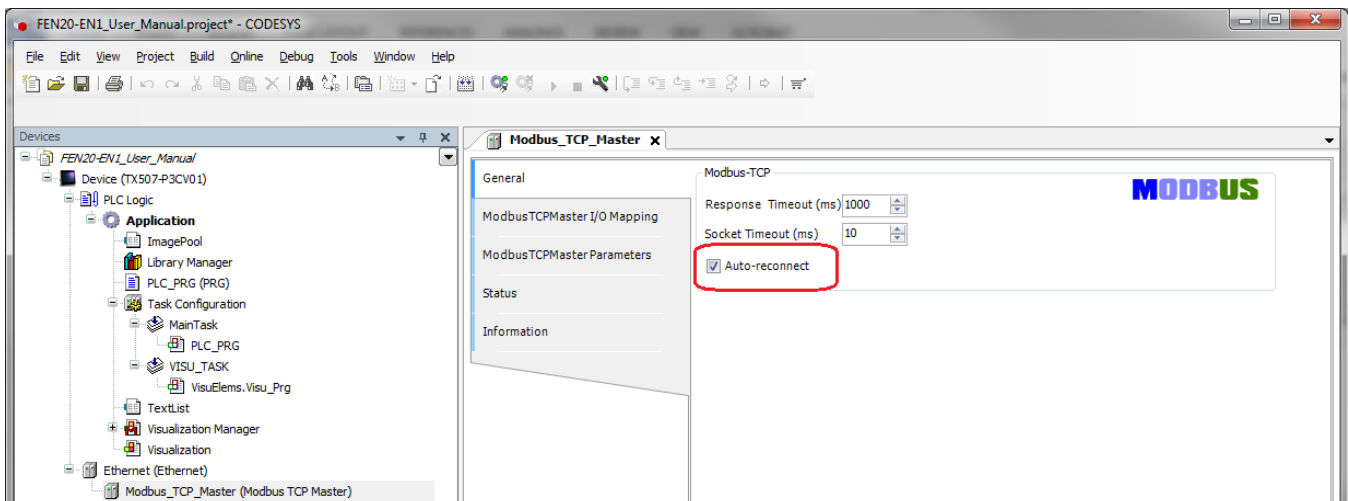 FEN20-EN1_User_Manual.project* - CODESYS
File Edit View Project Build Online Debug Tools Window Help
Devices
FEN20-EN1_User_Manual
Device (TX507-P3CV01)
PLC Logic
Application
ImagePool
Library Manager
PLC_PRG (PRG)
Task Configuration
MainTask
PLC_PRG
VISU_TASK
VisuElems.Visu_Prg
TextList
Visualization Manager
Visualization
Ethernet (Ethernet)
Modbus_TCP_Master (Modbus TCP Master)
Modbus_TCP_Master
General
ModbusTCPMaster I/O Mapping
ModbusTCPMaster Parameters
Status
Information
Modbus-TCP
MODBUS
Response Timeout (ms) 1000
Socket Timeout (ms) 10
Auto-reconnect